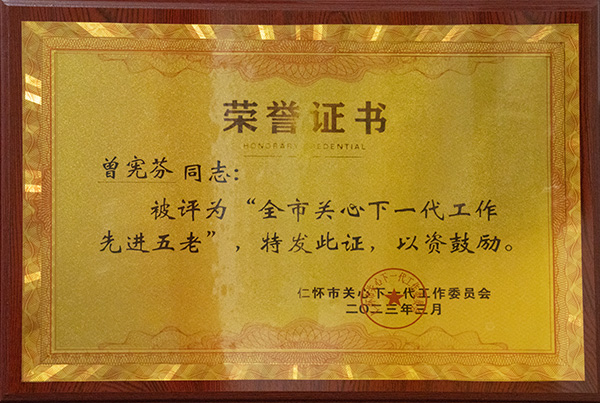 荣誉证书
HONORARY CREDENTIAL
曾宪芬 同志：
被评为“全市关心下一代工作
先进五老”，特发此证，以资鼓励。
仁怀市关心下一代工作委员会
二〇二三年三月